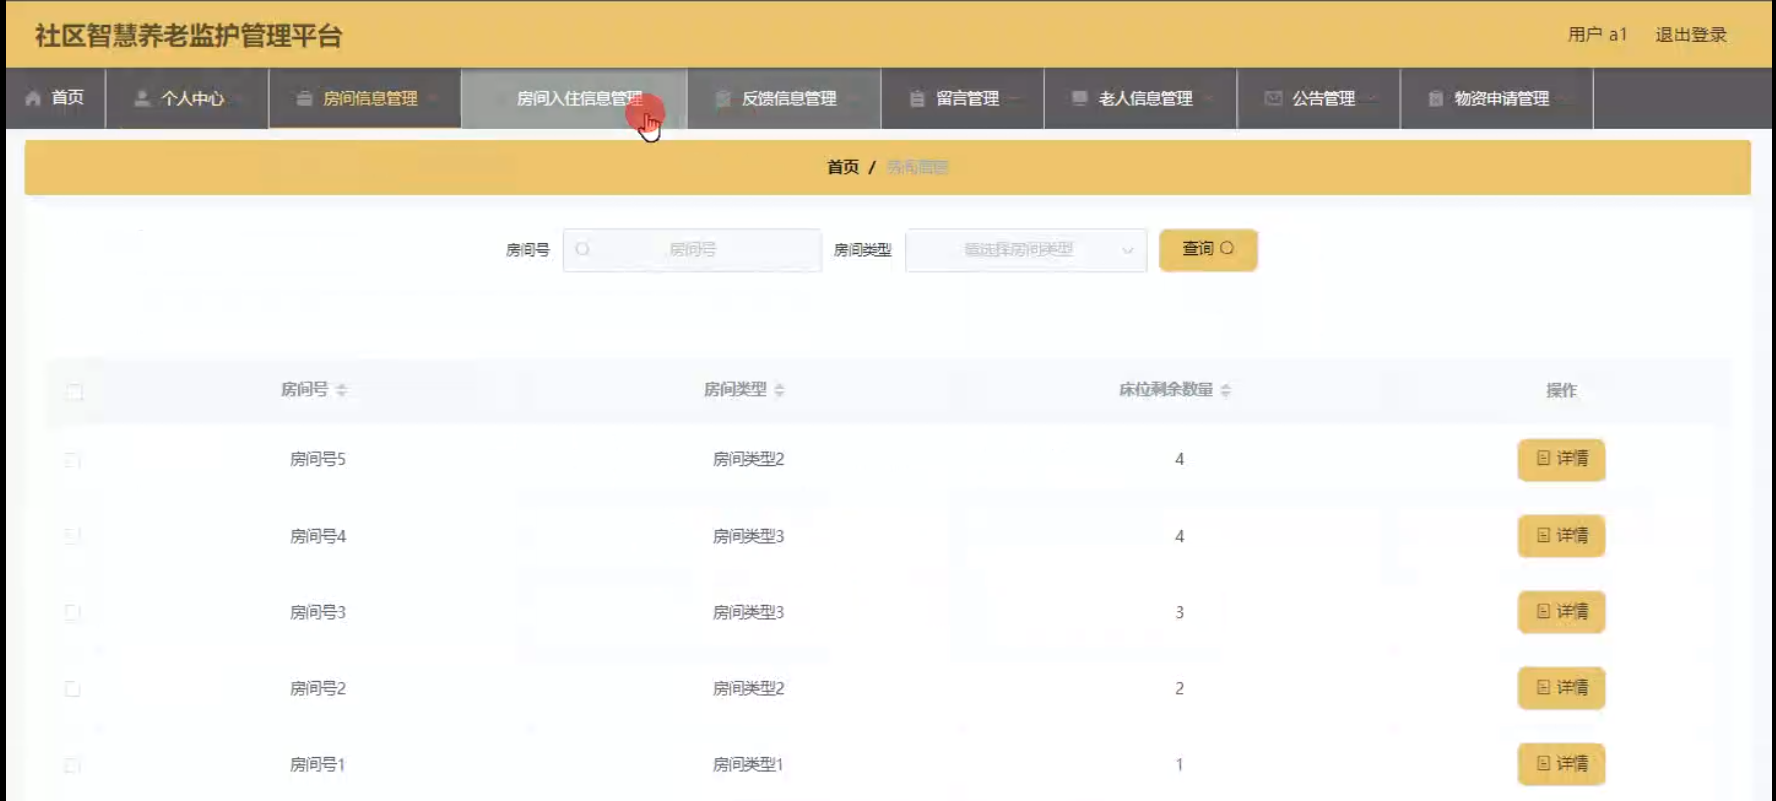 社区智慧养老监护管理平台
用户 a1 退出登录
首页 个人中心 房间信息管理 房间入住信息管理 反馈信息管理 留言管理 老人信息管理 公告管理 物资申请管理
首页 / 房间信息
房间号 房间号 房间类型 请选择房间类型 查询
房间号 房间类型 床位剩余数量 操作
房间号5 房间类型2 4 详情
房间号4 房间类型3 4 详情
房间号3 房间类型3 3 详情
房间号2 房间类型2 2 详情
房间号1 房间类型1 1 详情